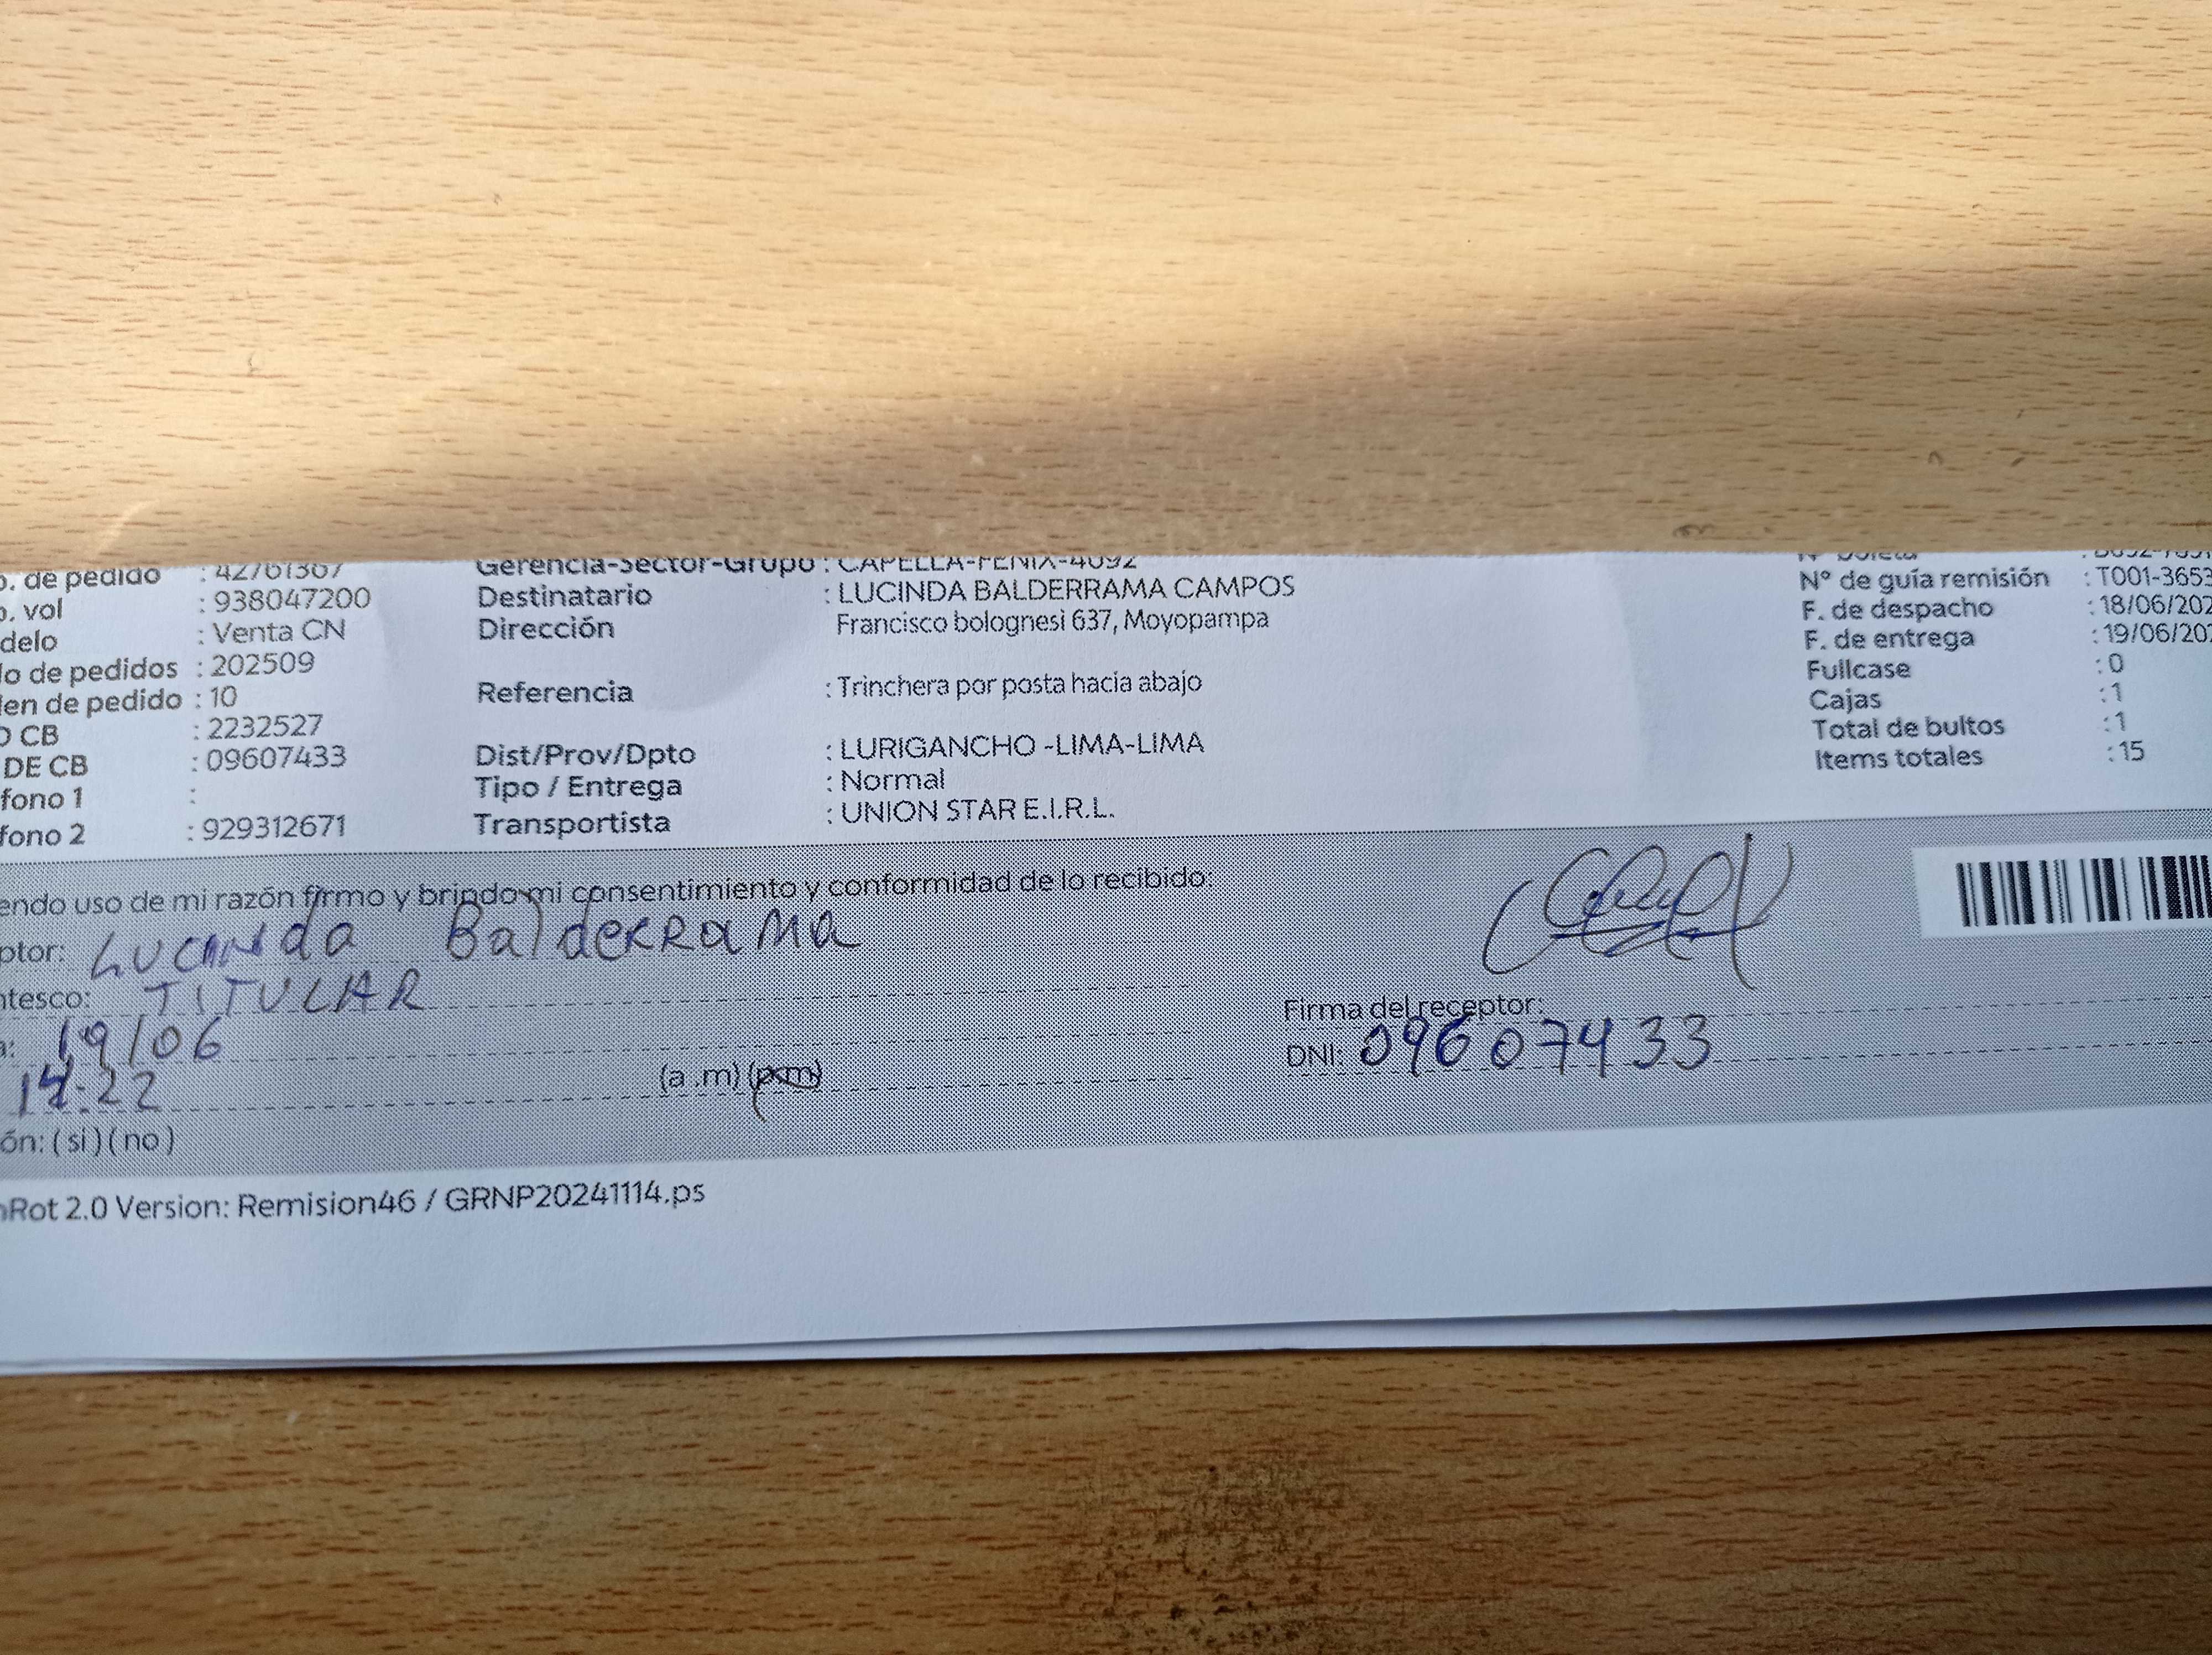 o. de pedido : 42761367 Gerencia-Sector-Grupo : CAPELLA-FENIX-4092 N° boleta
o. vol : 938047200 Destinatario : LUCINDA BALDERRAMA CAMPOS N° de guía remisión : T001-3653
delo : Venta CN Dirección Francisco bolognesi 637, Moyopampa F. de despacho : 18/06/202
lo de pedidos : 202509 F. de entrega : 19/06/202
len de pedido : 10 Referencia : Trinchera por posta hacia abajo Fullcase : 0
O CB : 2232527 Cajas : 1
DE CB : 09607433 Dist/Prov/Dpto : LURIGANCHO -LIMA-LIMA Total de bultos : 1
fono 1 : Tipo / Entrega : Normal Items totales : 15
fono 2 : 929312671 Transportista : UNION STAR E.I.R.L.
endo uso de mi razón firmo y brindo mi consentimiento y conformidad de lo recibido:
ptor: Lucinda Balderrama
ntesco: TITULAR
Firma del receptor:
a: 19/06
DNI: 09607433
14:22 (a .m) (p.m)
ón: ( si ) ( no )
Rot 2.0 Version: Remision46 / GRNP20241114.ps